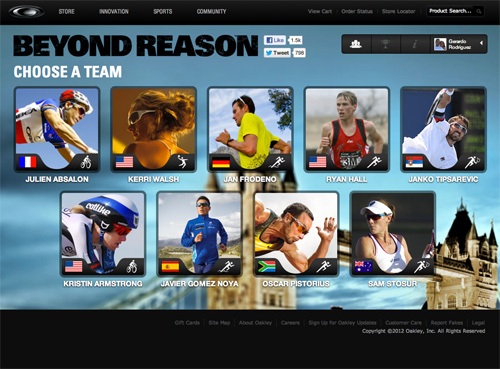 STORE INNOVATION SPORTS COMMUNITY View Cart Order Status Store Locator Product Search...
BEYOND REASON
Like 1.5k
Tweet 798
Gerardo Rodriguez
CHOOSE A TEAM
JULIEN ABSALON KERRI WALSH JAN FRODENO RYAN HALL JANKO TIPSAREVIC
KRISTIN ARMSTRONG JAVIER GOMEZ NOYA OSCAR PISTORIUS SAM STOSUR
Gift Cards Site Map About Oakley Careers Sign Up for Oakley Updates Customer Care Report Fakes Legal
Copyright ©2012 Oakley, Inc. All Rights Reserved